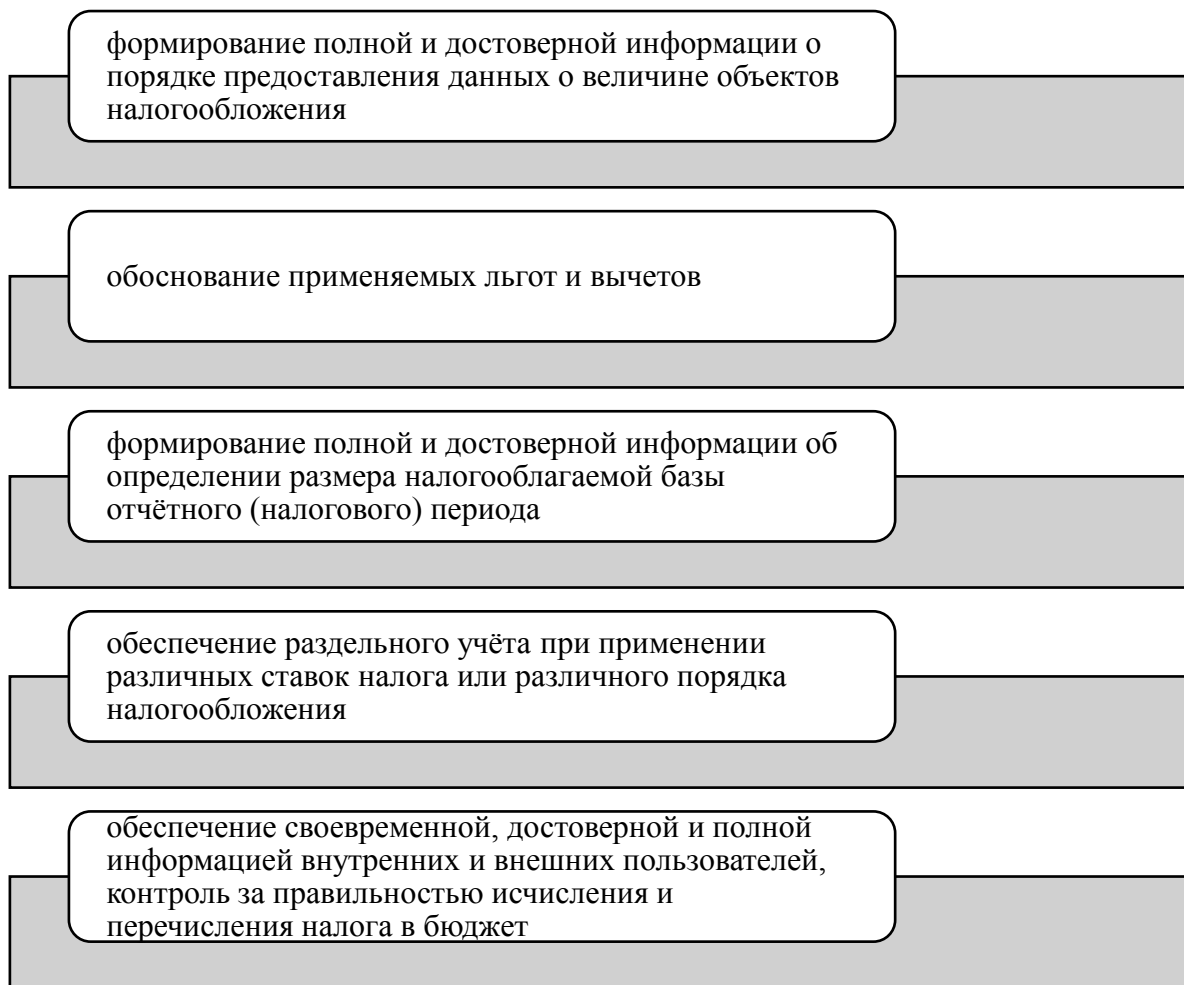 формирование полной и достоверной информации о
порядке предоставления данных о величине объектов
налогообложения
обоснование применяемых льгот и вычетов
формирование полной и достоверной информации об
определении размера налогооблагаемой базы
отчётного (налогового) периода
обеспечение раздельного учёта при применении
различных ставок налога или различного порядка
налогообложения
обеспечение своевременной, достоверной и полной
информацией внутренних и внешних пользователей,
контроль за правильностью исчисления и
перечисления налога в бюджет